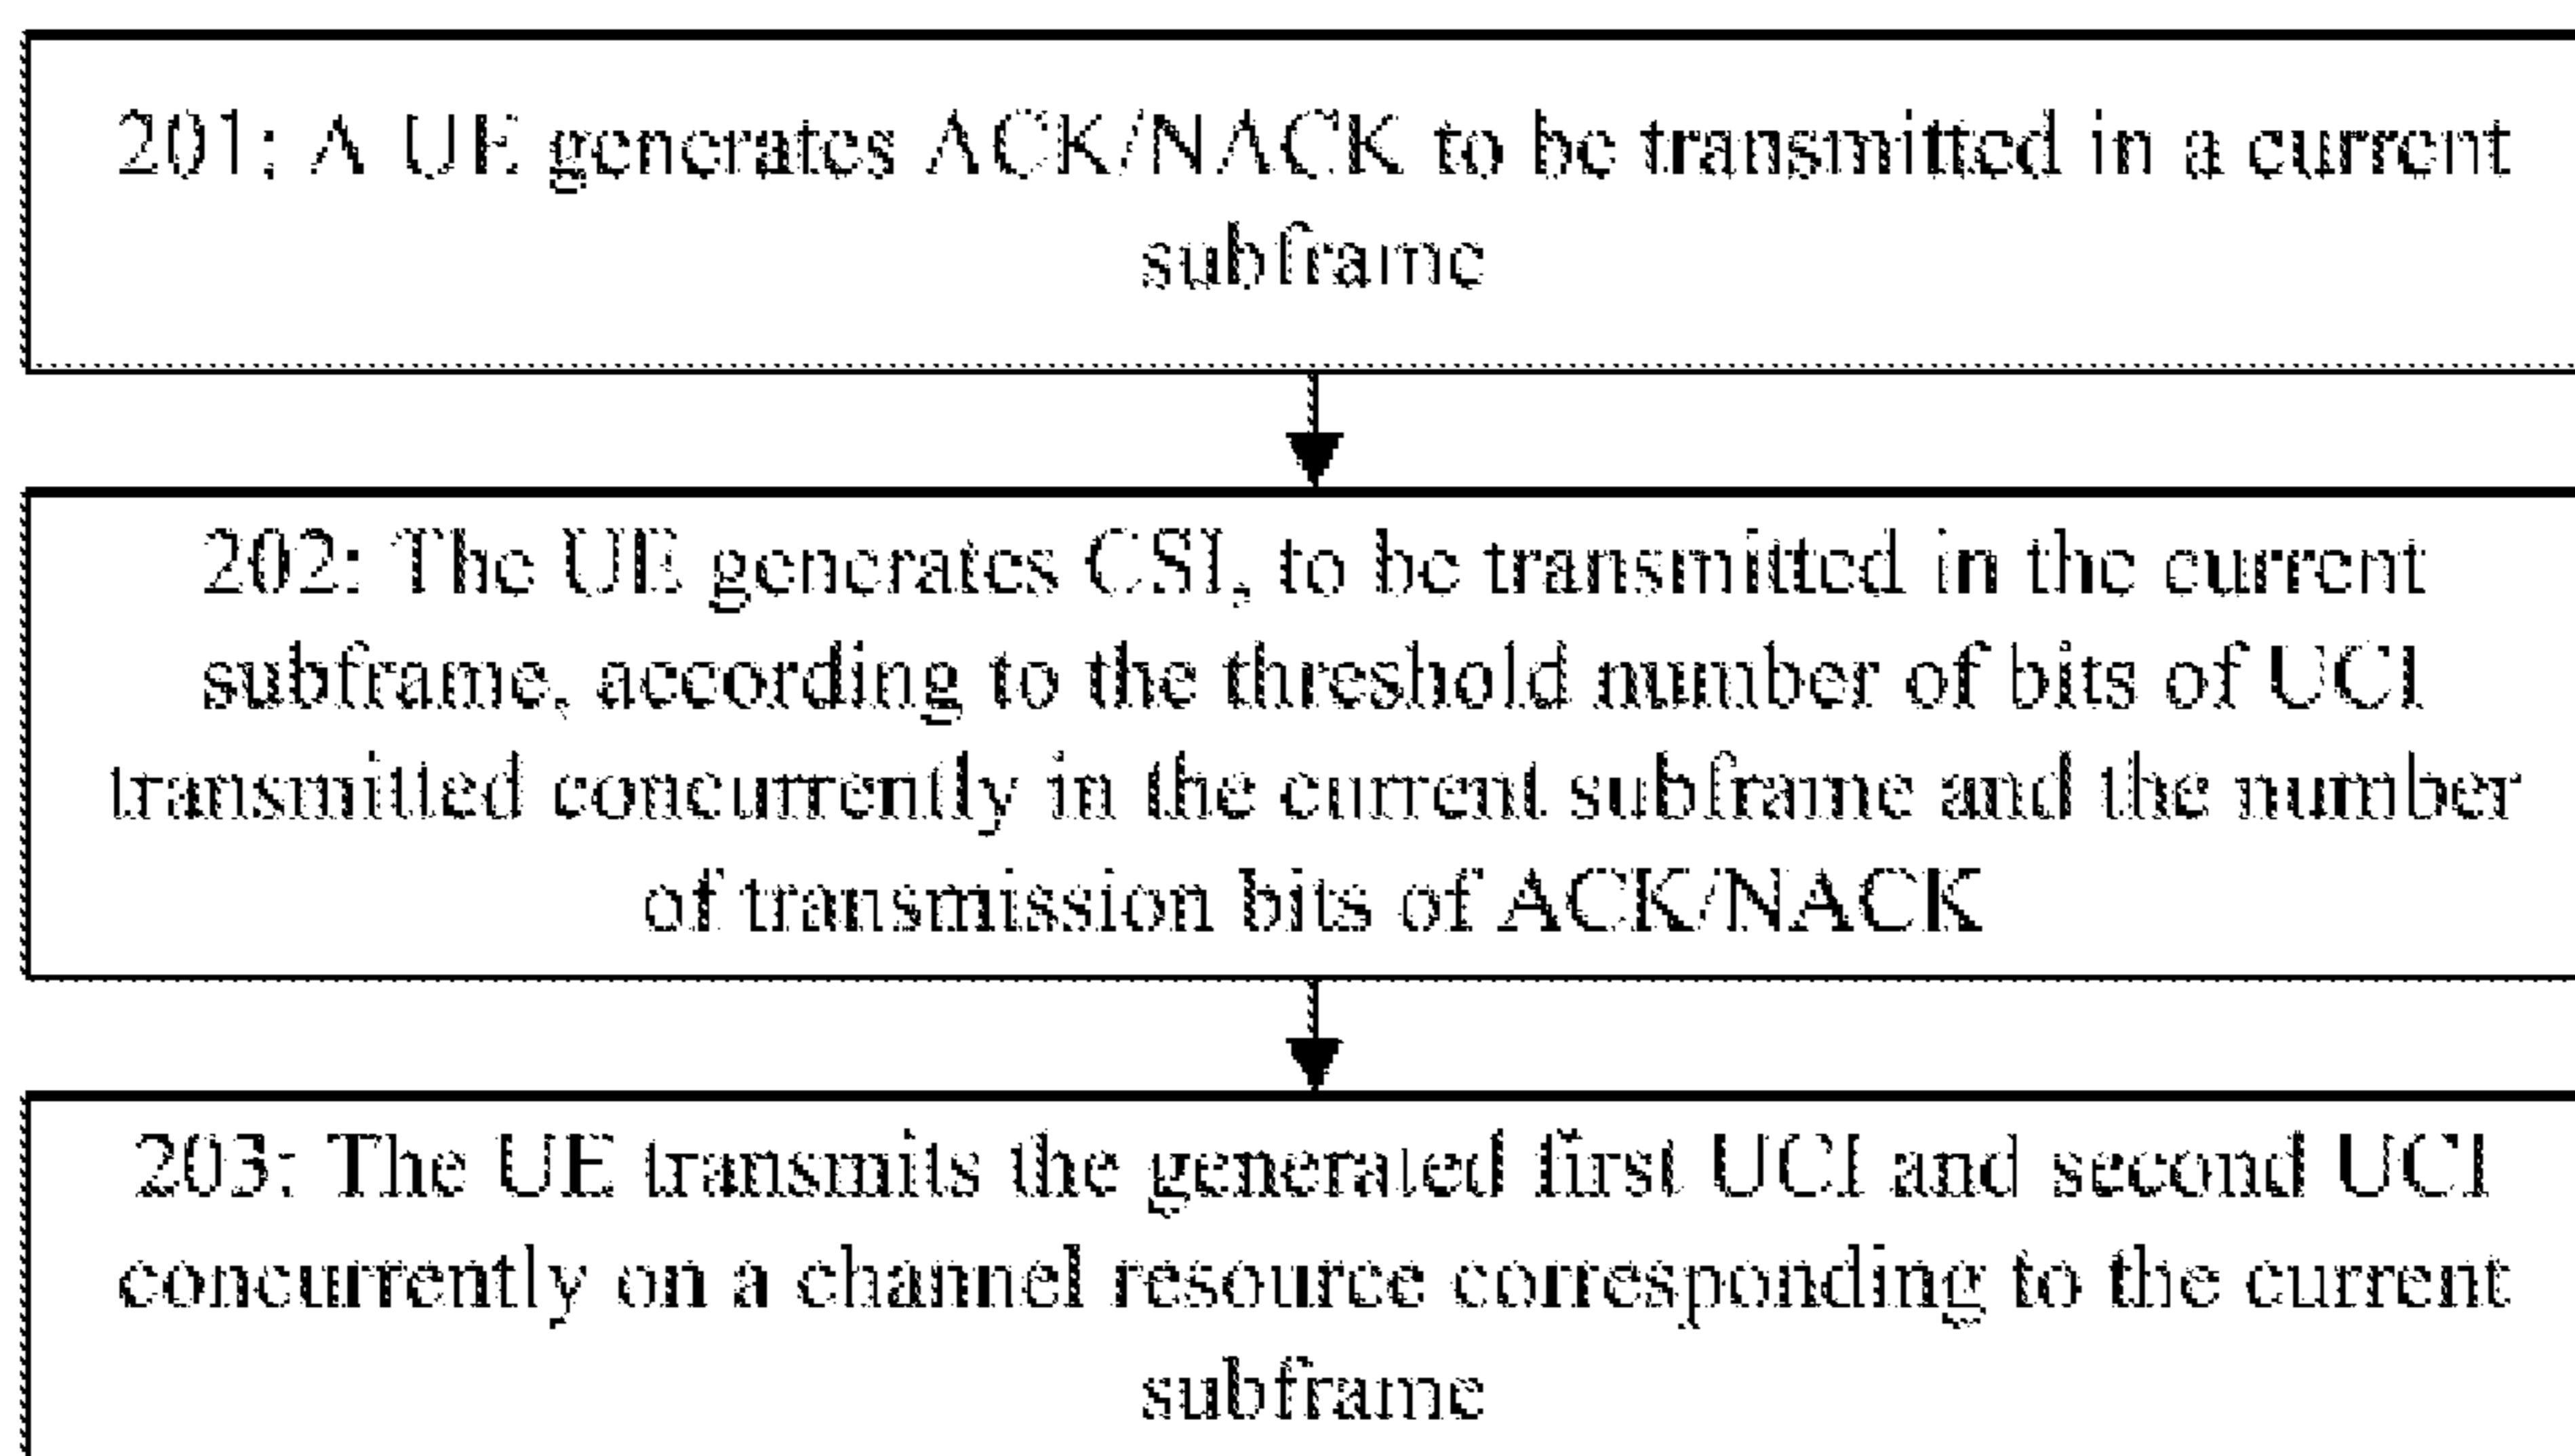 201: A UE generates ACK/NACK to be transmitted in a current
subframe
202: The UE generates CSI, to be transmitted in the current
subframe, according to the threshold number of bits of UCI
transmitted concurrently in the current subframe and the number
of transmission bits of ACK/NACK
203: The UE transmits the generated first UCI and second UCI
concurrently on a channel resource corresponding to the current
subframe